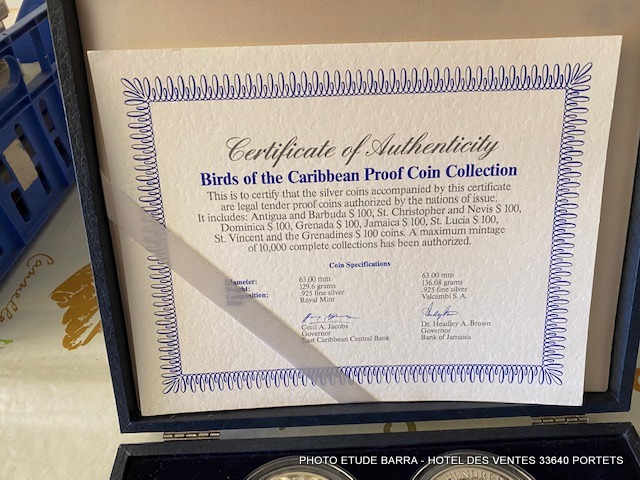 Certificate of Authenticity
Birds of the Caribbean Proof Coin Collection
This is to certify that the silver coins accompanied by this certificate
are legal tender proof coins authorized by the nations of issue.
It includes: Antigua and Barbuda $ 100, St. Christopher and Nevis $ 100,
Dominica $ 100, Grenada $ 100, Jamaica $ 100, St. Lucia $ 100,
St. Vincent and the Grenadines $ 100 coins. A maximum mintage
of 10,000 complete collections has been authorized.
Coin Specifications
Diameter: 63.00 mm 63.00 mm
129.6 grams 136.08 grams
.925 fine silver .925 fine silver
Royal Mint Valcambi S. A.
Cecil A. Jacobs Dr. Headley A. Brown
Governor Governor
East Caribbean Central Bank Bank of Jamaica
Cannelle
PHOTO ETUDE BARRA - HOTEL DES VENTES 33640 PORTETS